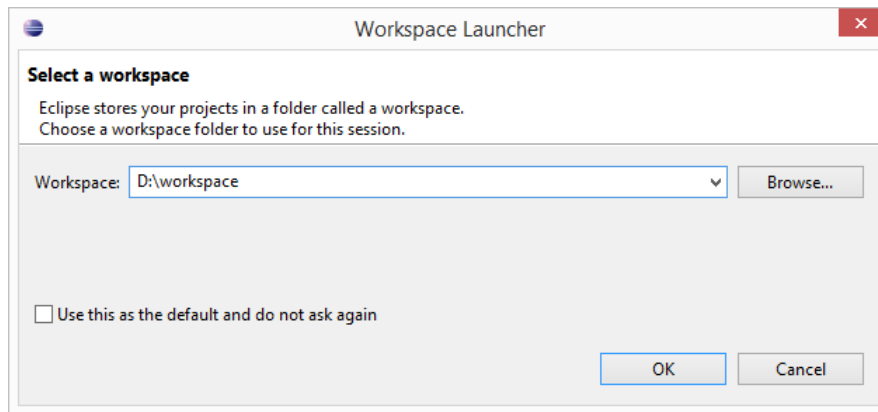 Workspace Launcher
Select a workspace
Eclipse stores your projects in a folder called a workspace.
Choose a workspace folder to use for this session.
Workspace: D:\workspace Browse...
Use this as the default and do not ask again
OK Cancel